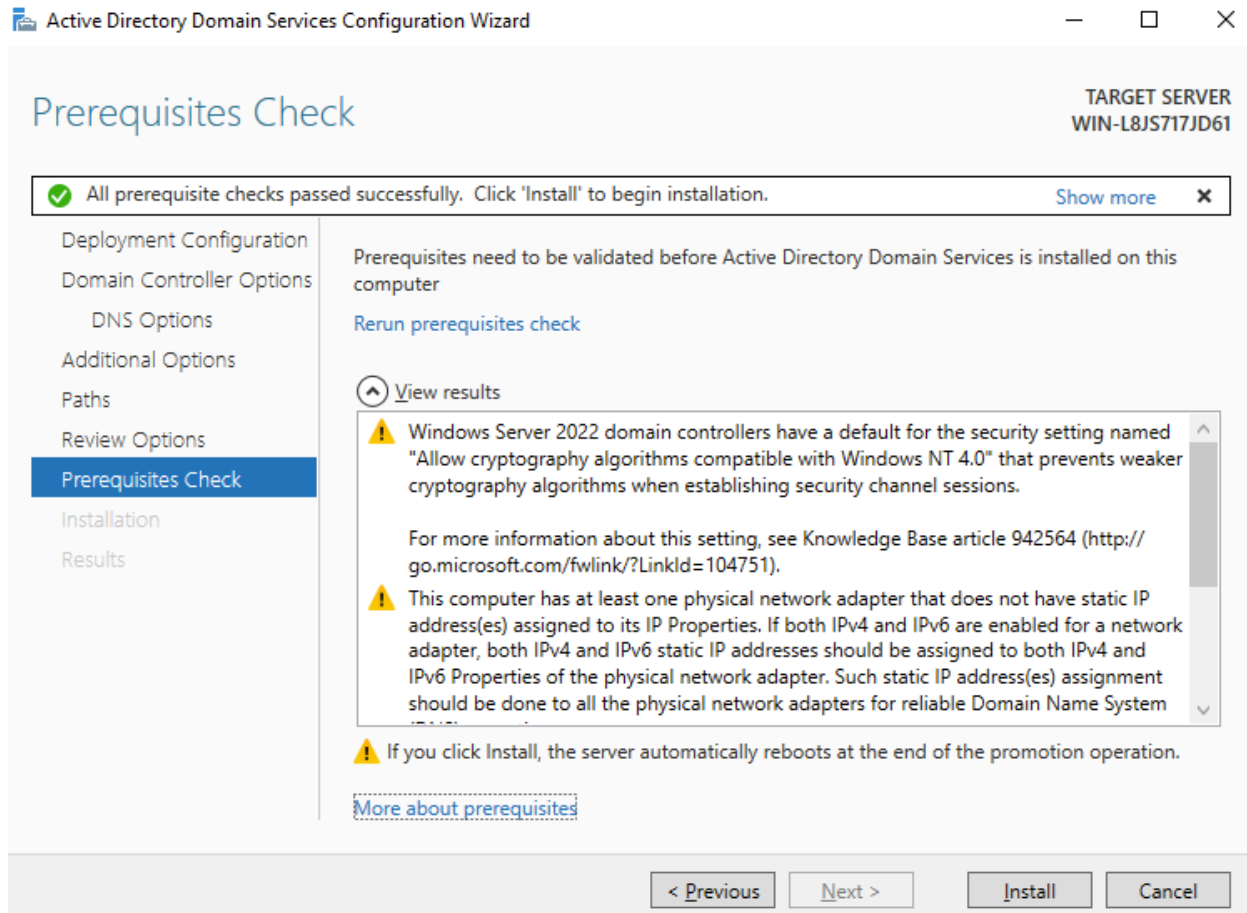 Active Directory Domain Services Configuration Wizard
Prerequisites Check
TARGET SERVER
WIN-L8JS717JD61
All prerequisite checks passed successfully. Click 'Install' to begin installation.
Show more
Deployment Configuration
Domain Controller Options
DNS Options
Additional Options
Paths
Review Options
Prerequisites Check
Installation
Results
Prerequisites need to be validated before Active Directory Domain Services is installed on this
computer
Rerun prerequisites check
View results
Windows Server 2022 domain controllers have a default for the security setting named
"Allow cryptography algorithms compatible with Windows NT 4.0" that prevents weaker
cryptography algorithms when establishing security channel sessions.
For more information about this setting, see Knowledge Base article 942564 (http://
go.microsoft.com/fwlink/?LinkId=104751).
This computer has at least one physical network adapter that does not have static IP
address(es) assigned to its IP Properties. If both IPv4 and IPv6 are enabled for a network
adapter, both IPv4 and IPv6 static IP addresses should be assigned to both IPv4 and
IPv6 Properties of the physical network adapter. Such static IP address(es) assignment
should be done to all the physical network adapters for reliable Domain Name System
If you click Install, the server automatically reboots at the end of the promotion operation.
More about prerequisites
< Previous
Next >
Install
Cancel